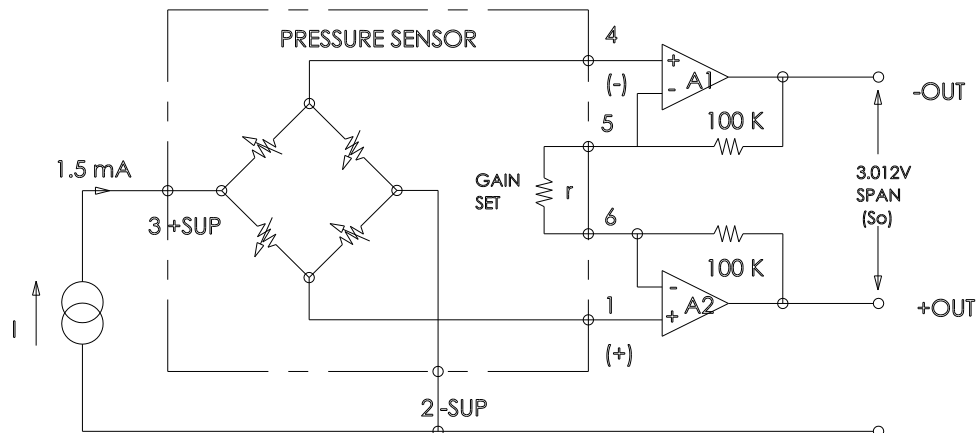 PRESSURE SENSOR
4
(-)
+
A1
-
-OUT
5
100 K
1.5 mA
3 +SUP
GAIN
SET
r
3.012V
SPAN
(So)
6
100 K
-
A2
+
+OUT
1
(+)
I
2 -SUP